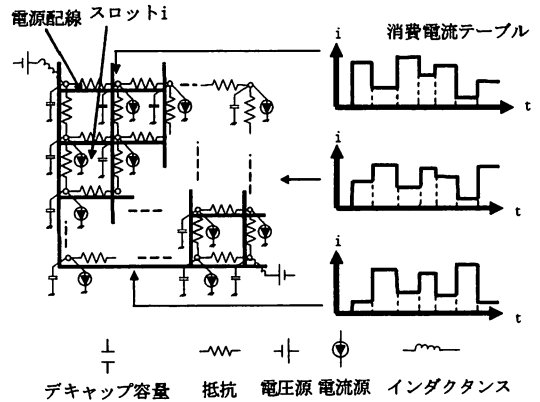 電源配線
スロットi
消費電流テーブル
i
t
i
t
i
t
デキャップ容量
抵抗
電圧源
電流源
インダクタンス